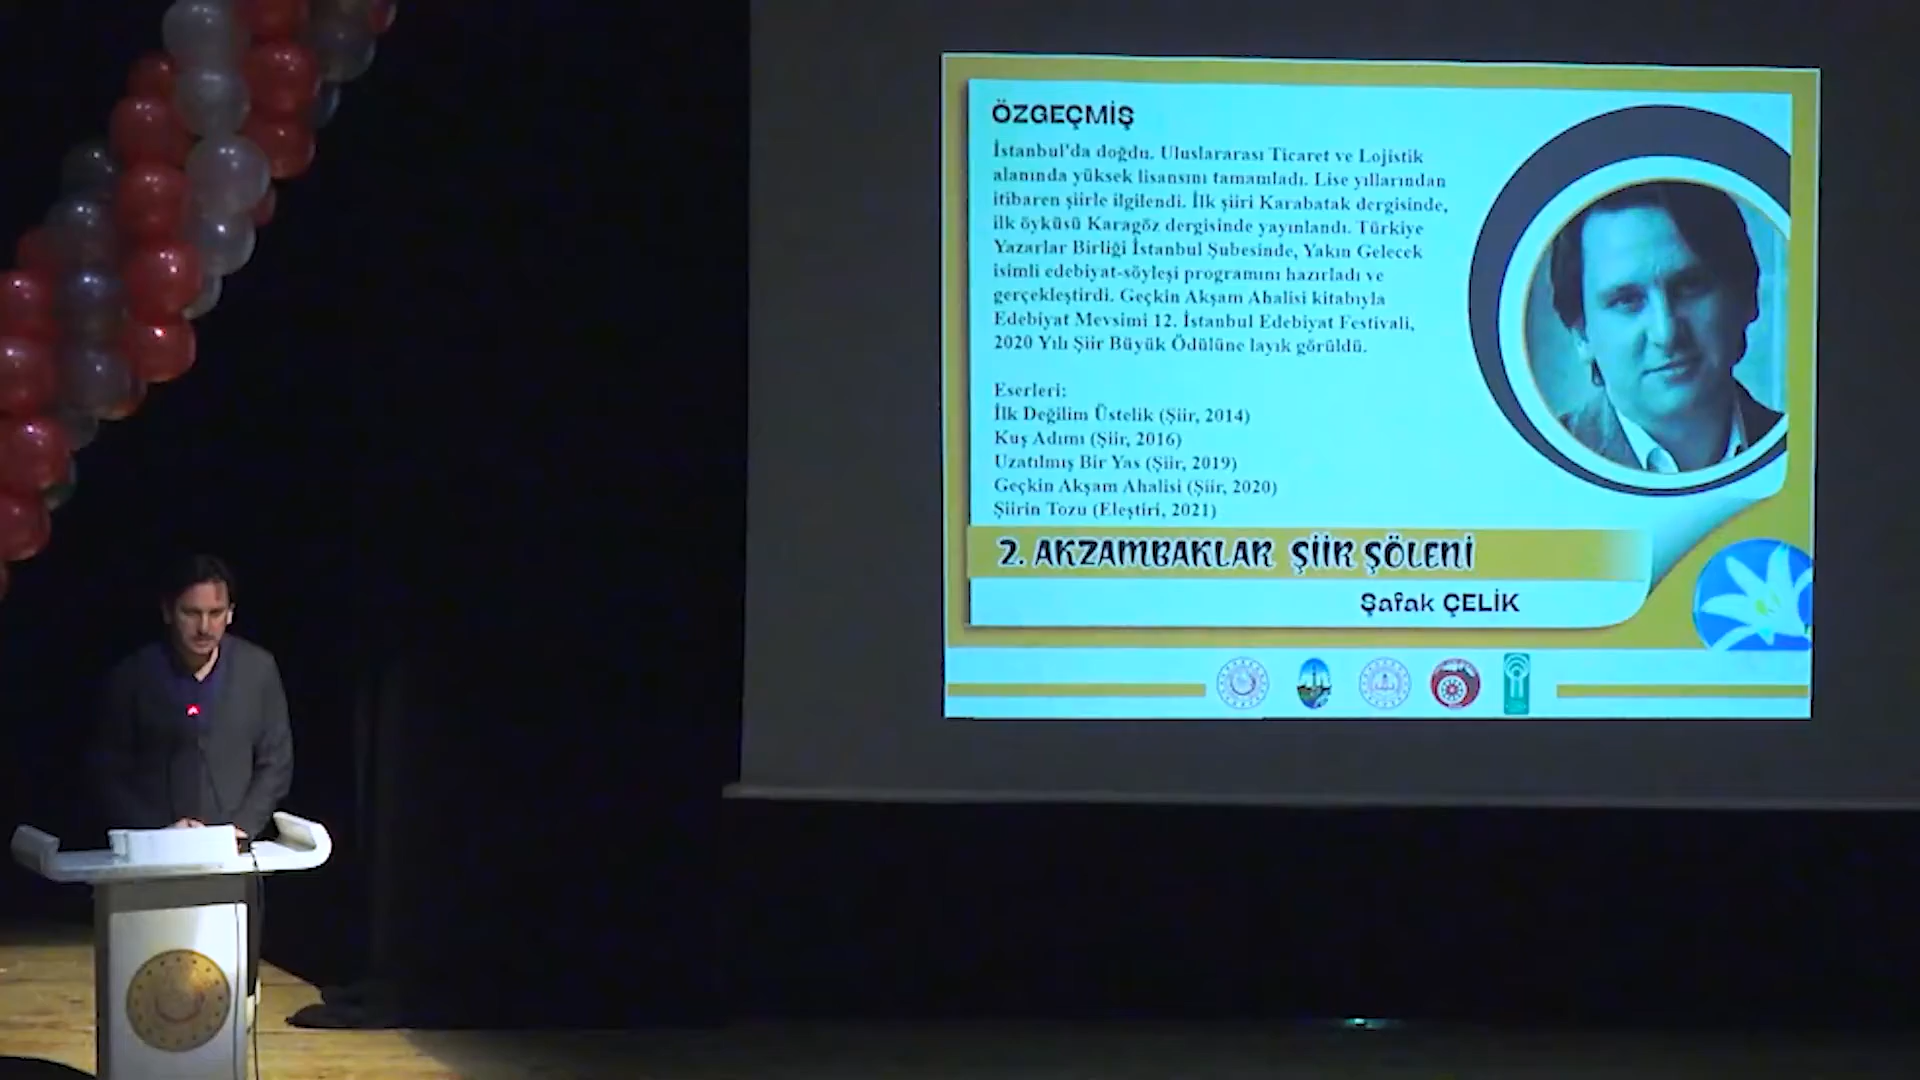 ÖZGEÇMİŞ
İstanbul'da doğdu. Uluslararası Ticaret ve Lojistik
alanında yüksek lisansını tamamladı. Lise yıllarından
itibaren şiirle ilgilendi. İlk şiiri Karabatak dergisinde,
ilk öyküsü Karagöz dergisinde yayınlandı. Türkiye
Yazarlar Birliği İstanbul Şubesinde, Yakın Gelecek
isimli edebiyat-söyleşi programını hazırladı ve
gerçekleştirdi. Geçkin Akşam Ahalisi kitabıyla
Edebiyat Mevsimi 12. İstanbul Edebiyat Festivali,
2020 Yılı Şiir Büyük Ödülüne layık görüldü.
Eserleri:
İlk Değilim Üstelik (Şiir, 2014)
Kuş Adımı (Şiir, 2016)
Uzatılmış Bir Yas (Şiir, 2019)
Geçkin Akşam Ahalisi (Şiir, 2020)
Şiirin Tozu (Eleştiri, 2021)
2. AKZAMBAKLAR ŞİİR ŞÖLENİ
Şafak ÇELİK